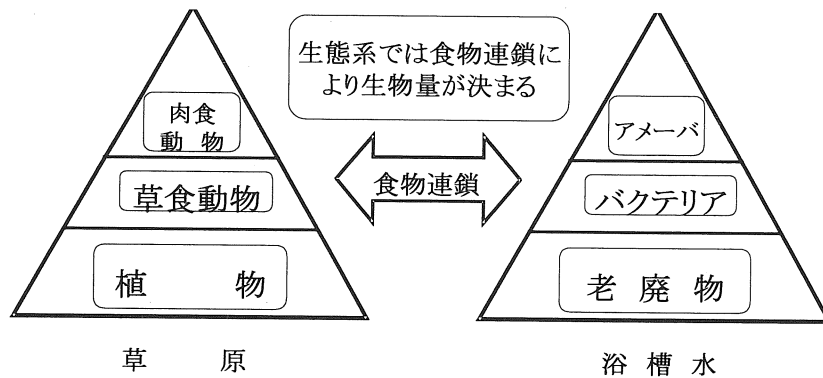 生態系では食物連鎖に
より生物量が決まる
肉食
動物
草食動物
植物
草原
食物連鎖
アメーバ
バクテリア
老廃物
浴槽水